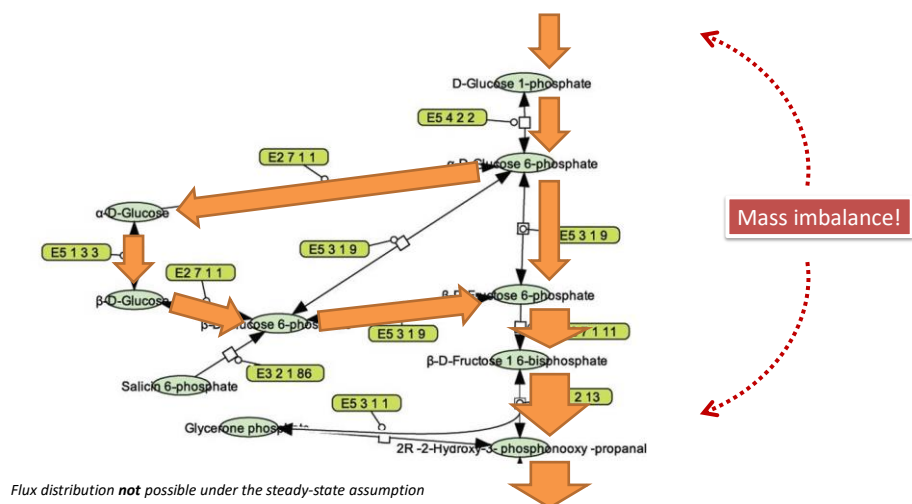 D-Glucose 1-phosphate
E5 4 2 2
E2 7 1 1
α-D-Glucose 6-phosphate
α-D-Glucose
Mass imbalance!
E5 3 1 9
E5 3 1 9
E5 1 3 3
E2 7 1 1
β-D-Glucose
β-D-Fructose 6-phosphate
β-D-Glucose 6-phosphate
E5 3 1 9
7 1 11
β-D-Fructose 1 6-bisphosphate
E3 2 1 86
Salicin 6-phosphate
2 13
E5 3 1 1
Glycerone phosphate
2R -2-Hydroxy-3- phosphonooxy -propanal
Flux distribution not possible under the steady-state assumption